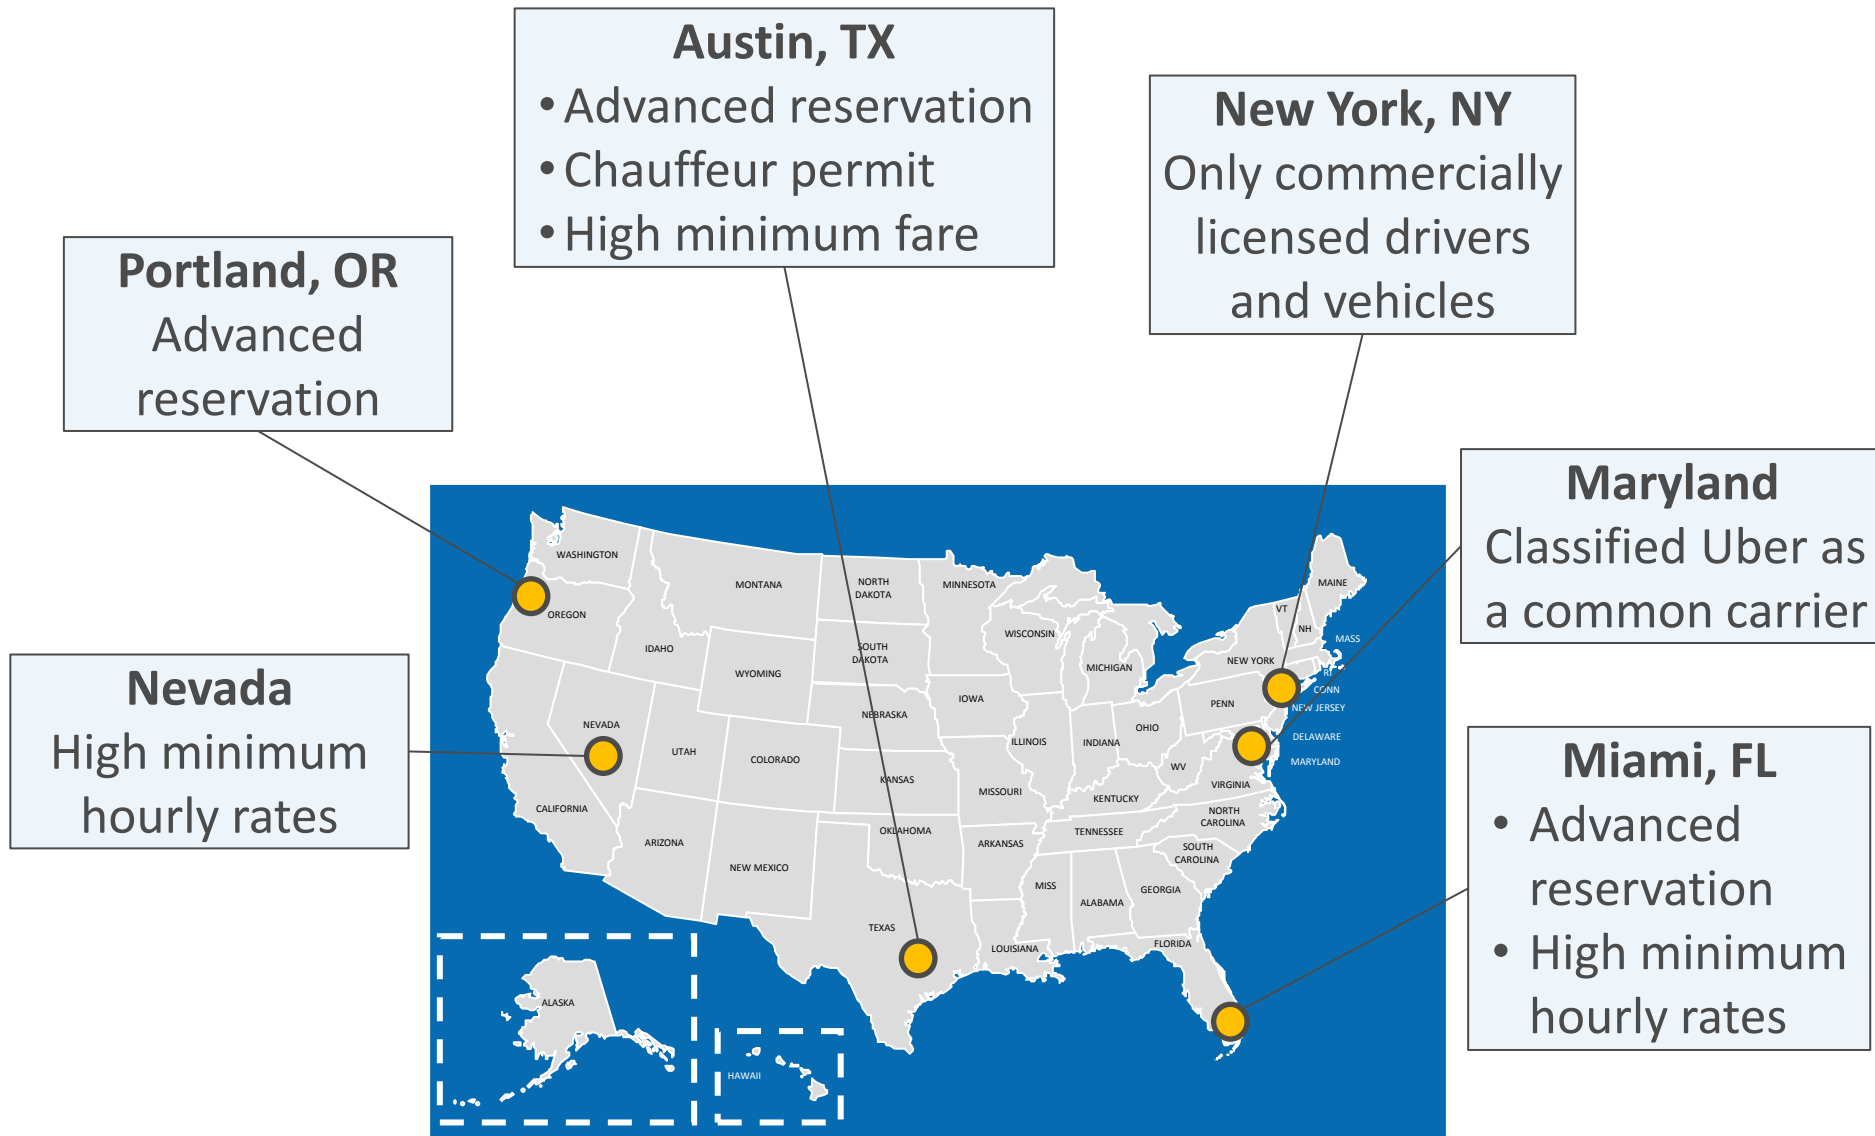 Austin, TX
• Advanced reservation
• Chauffeur permit
• High minimum fare
New York, NY
Only commercially
licensed drivers
and vehicles
Portland, OR
Advanced
reservation
Maryland
Classified Uber as
a common carrier
Nevada
High minimum
hourly rates
Miami, FL
• Advanced
reservation
• High minimum
hourly rates
WASHINGTON
OREGON
MONTANA
IDAHO
WYOMING
NORTH
DAKOTA
SOUTH
DAKOTA
MINNESOTA
WISCONSIN
MICHIGAN
NEW YORK
VT
NH
MAINE
MASS
RI
CONN
NEW JERSEY
PENN
DELAWARE
MARYLAND
NEVADA
UTAH
COLORADO
NEBRASKA
KANSAS
IOWA
ILLINOIS
INDIANA
OHIO
WV
VIRGINIA
CALIFORNIA
ARIZONA
NEW MEXICO
OKLAHOMA
MISSOURI
KENTUCKY
TENNESSEE
NORTH
CAROLINA
SOUTH
CAROLINA
ARKANSAS
MISS
ALABAMA
GEORGIA
TEXAS
LOUISIANA
FLORIDA
ALASKA
HAWAII